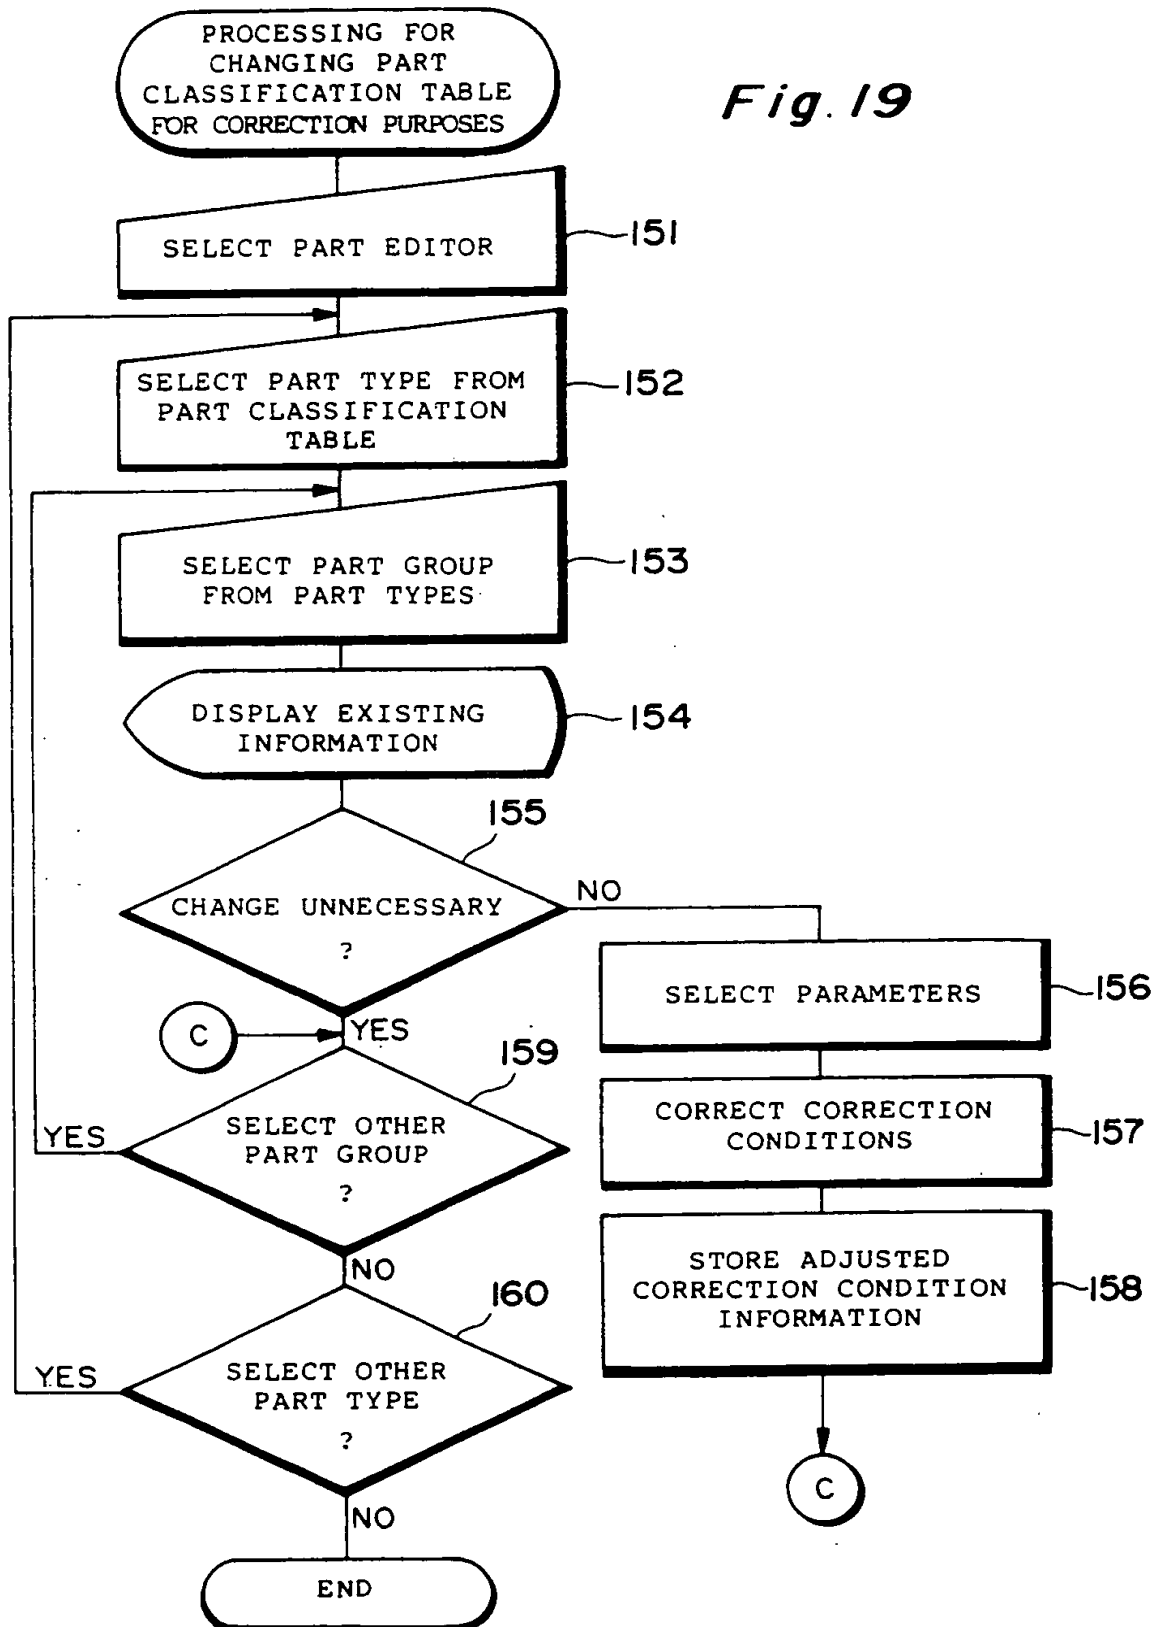 PROCESSING FOR
CHANGING PART
CLASSIFICATION TABLE
FOR CORRECTION PURPOSES
Fig. 19
SELECT PART EDITOR
151
SELECT PART TYPE FROM
PART CLASSIFICATION
TABLE
152
SELECT PART GROUP
FROM PART TYPES
153
DISPLAY EXISTING
INFORMATION
154
155
CHANGE UNNECESSARY
?
NO
YES
C
SELECT PARAMETERS
156
CORRECT CORRECTION
CONDITIONS
157
STORE ADJUSTED
CORRECTION CONDITION
INFORMATION
158
C
159
SELECT OTHER
PART GROUP
?
YES
NO
160
SELECT OTHER
PART TYPE
?
YES
NO
END